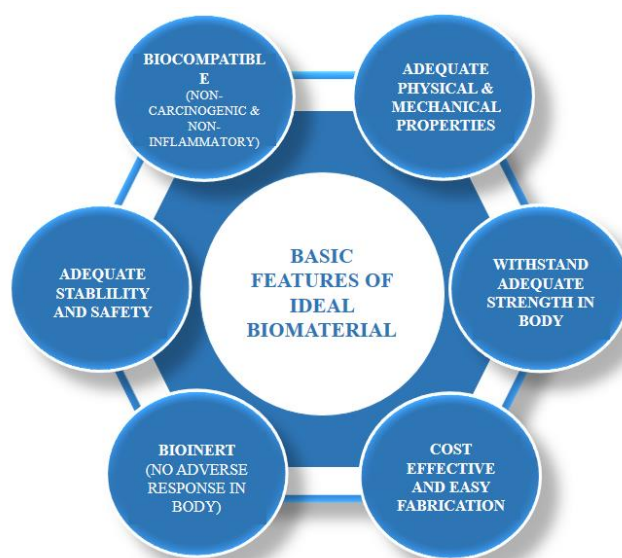 BIOCOMPATIBL
E
(NON-
CARCINOGENIC &
NON-
INFLAMMATORY)
ADEQUATE
PHYSICAL &
MECHANICAL
PROPERTIES
ADEQUATE
STABLILITY
AND SAFETY
BASIC
FEATURES OF
IDEAL
BIOMATERIAL
WITHSTAND
ADEQUATE
STRENGTH IN
BODY
BIOINERT
(NO ADVERSE
RESPONSE IN
BODY)
COST
EFFECTIVE
AND EASY
FABRICATION